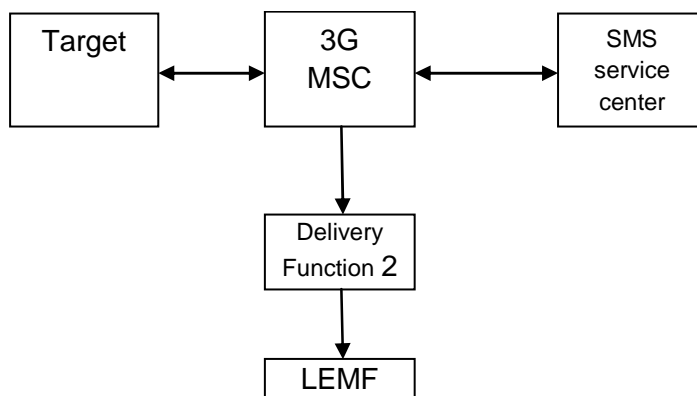 Target
3G
MSC
SMS
service
center
Delivery
Function 2
LEMF